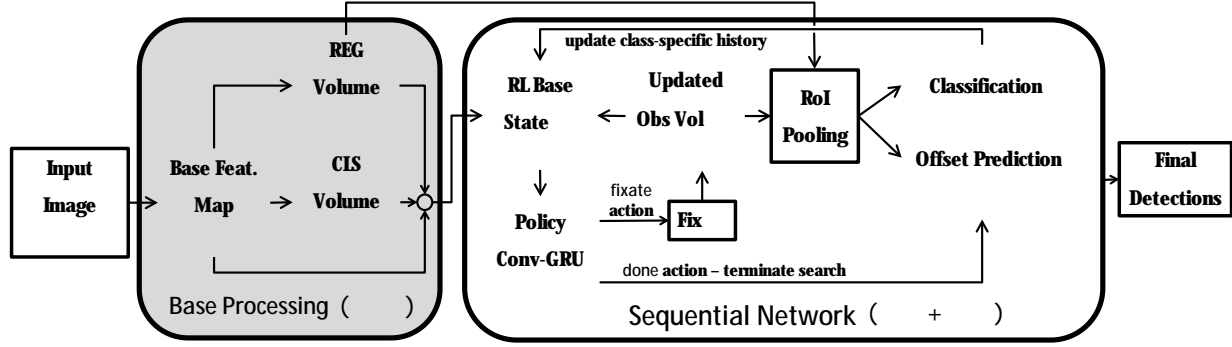 Input
Image
Base Feat.
Map
REG
Volume
CLS
Volume
Base Processing (      )
update class-specific history
RL Base
State
Updated
Obs Vol
RoI
Pooling
Classification
Offset Prediction
Policy
Conv-GRU
fixate
action
Fix
done action – terminate search
Sequential Network (    +    )
Final
Detections